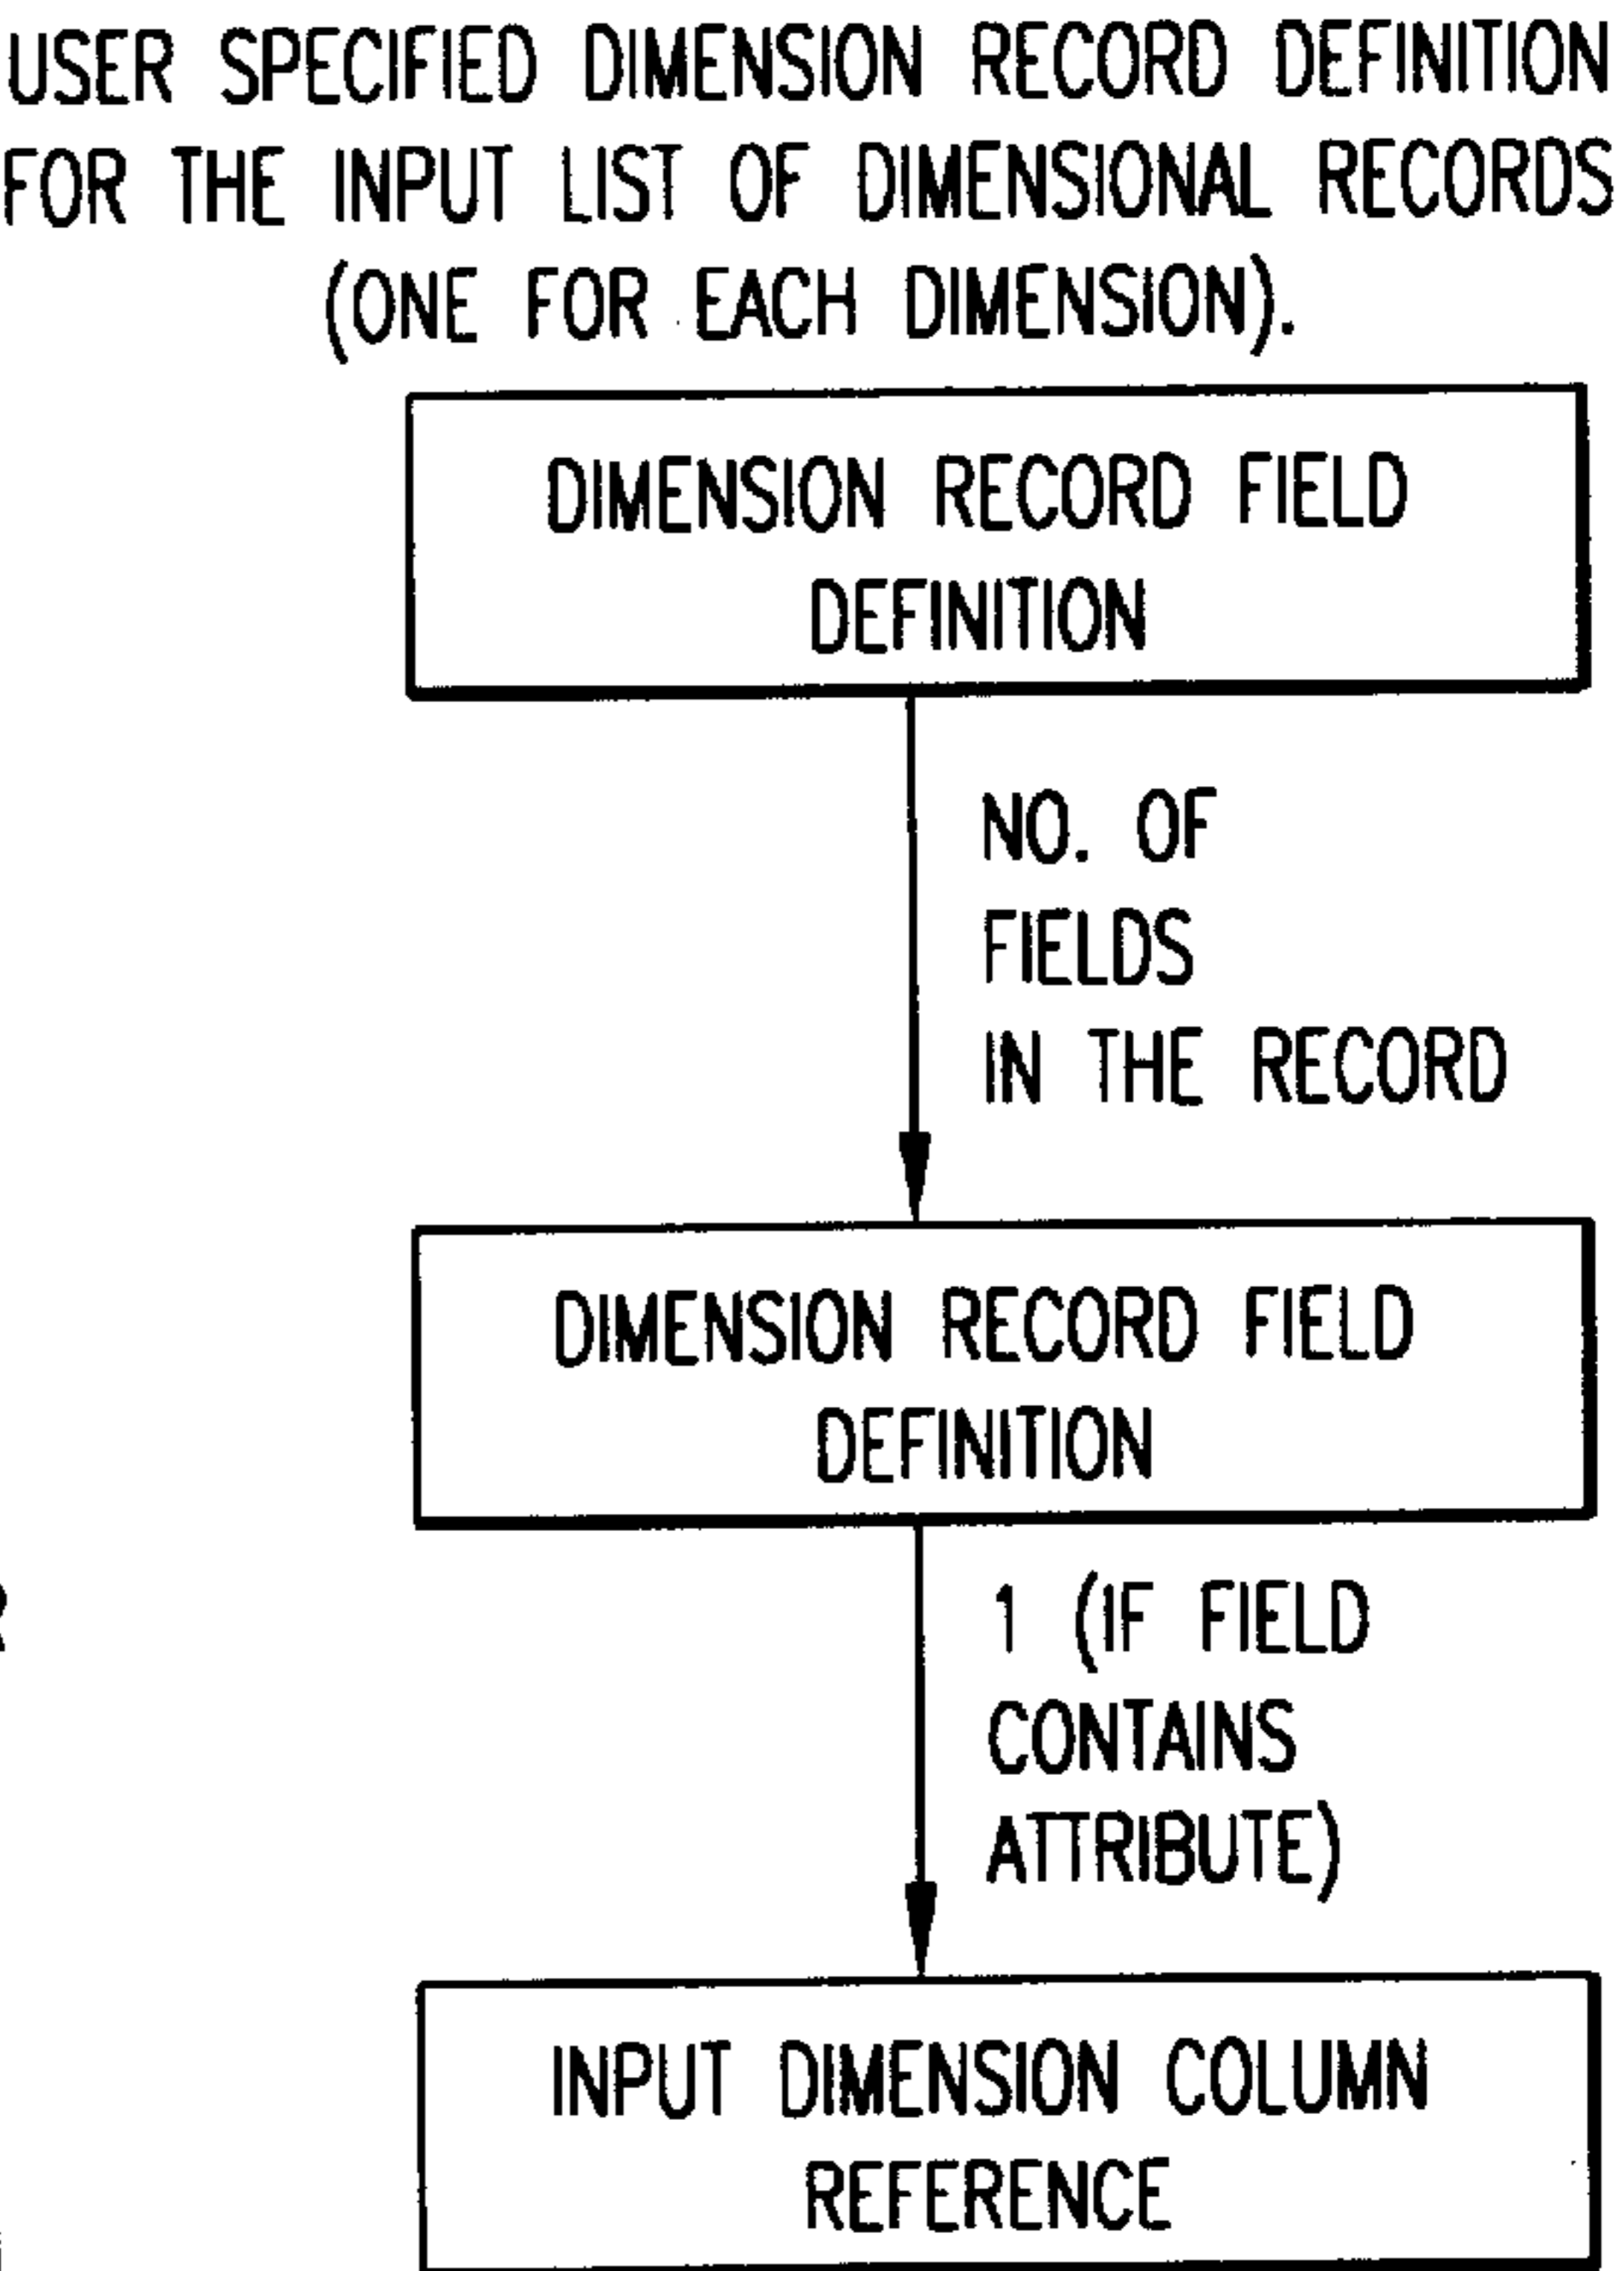 USER SPECIFIED DIMENSION RECORD DEFINITION
FOR THE INPUT LIST OF DIMENSIONAL RECORDS
(ONE FOR EACH DIMENSION).
DIMENSION RECORD FIELD
DEFINITION
NO. OF
FIELDS
IN THE RECORD
DIMENSION RECORD FIELD
DEFINITION
1 (IF FIELD
CONTAINS
ATTRIBUTE)
INPUT DIMENSION COLUMN
REFERENCE